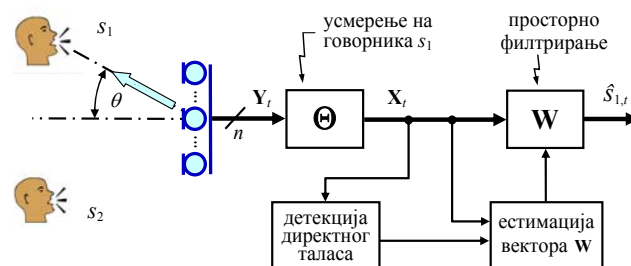 s₁
усмерење на
говорника s₁
просторно
филтрирање
θ
Yₜ
n
Θ
Xₜ
W
ŝ₁,ₜ
s₂
детекција
директног
таласа
естимација
вектора W